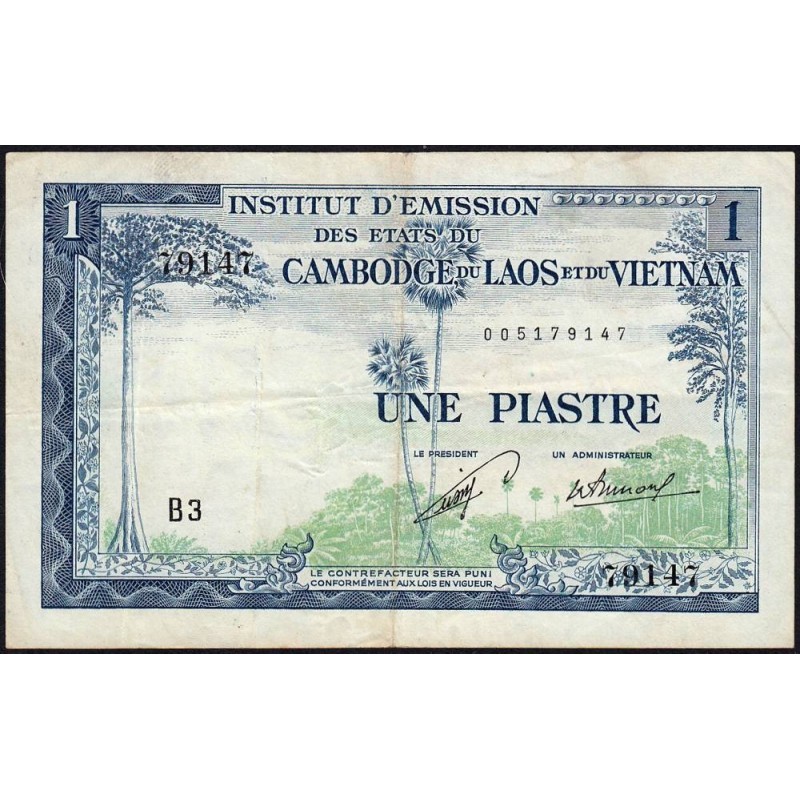 1 INSTITUT D'EMISSION 1
DES ETATS DU
79147 CAMBODGE, DU LAOS ET DU VIETNAM
005179147
UNE PIASTRE
LE PRESIDENT UN ADMINISTRATEUR
B3
LE CONTREFACTEUR SERA PUNI
CONFORMÉMENT AUX LOIS EN VIGUEUR
79147